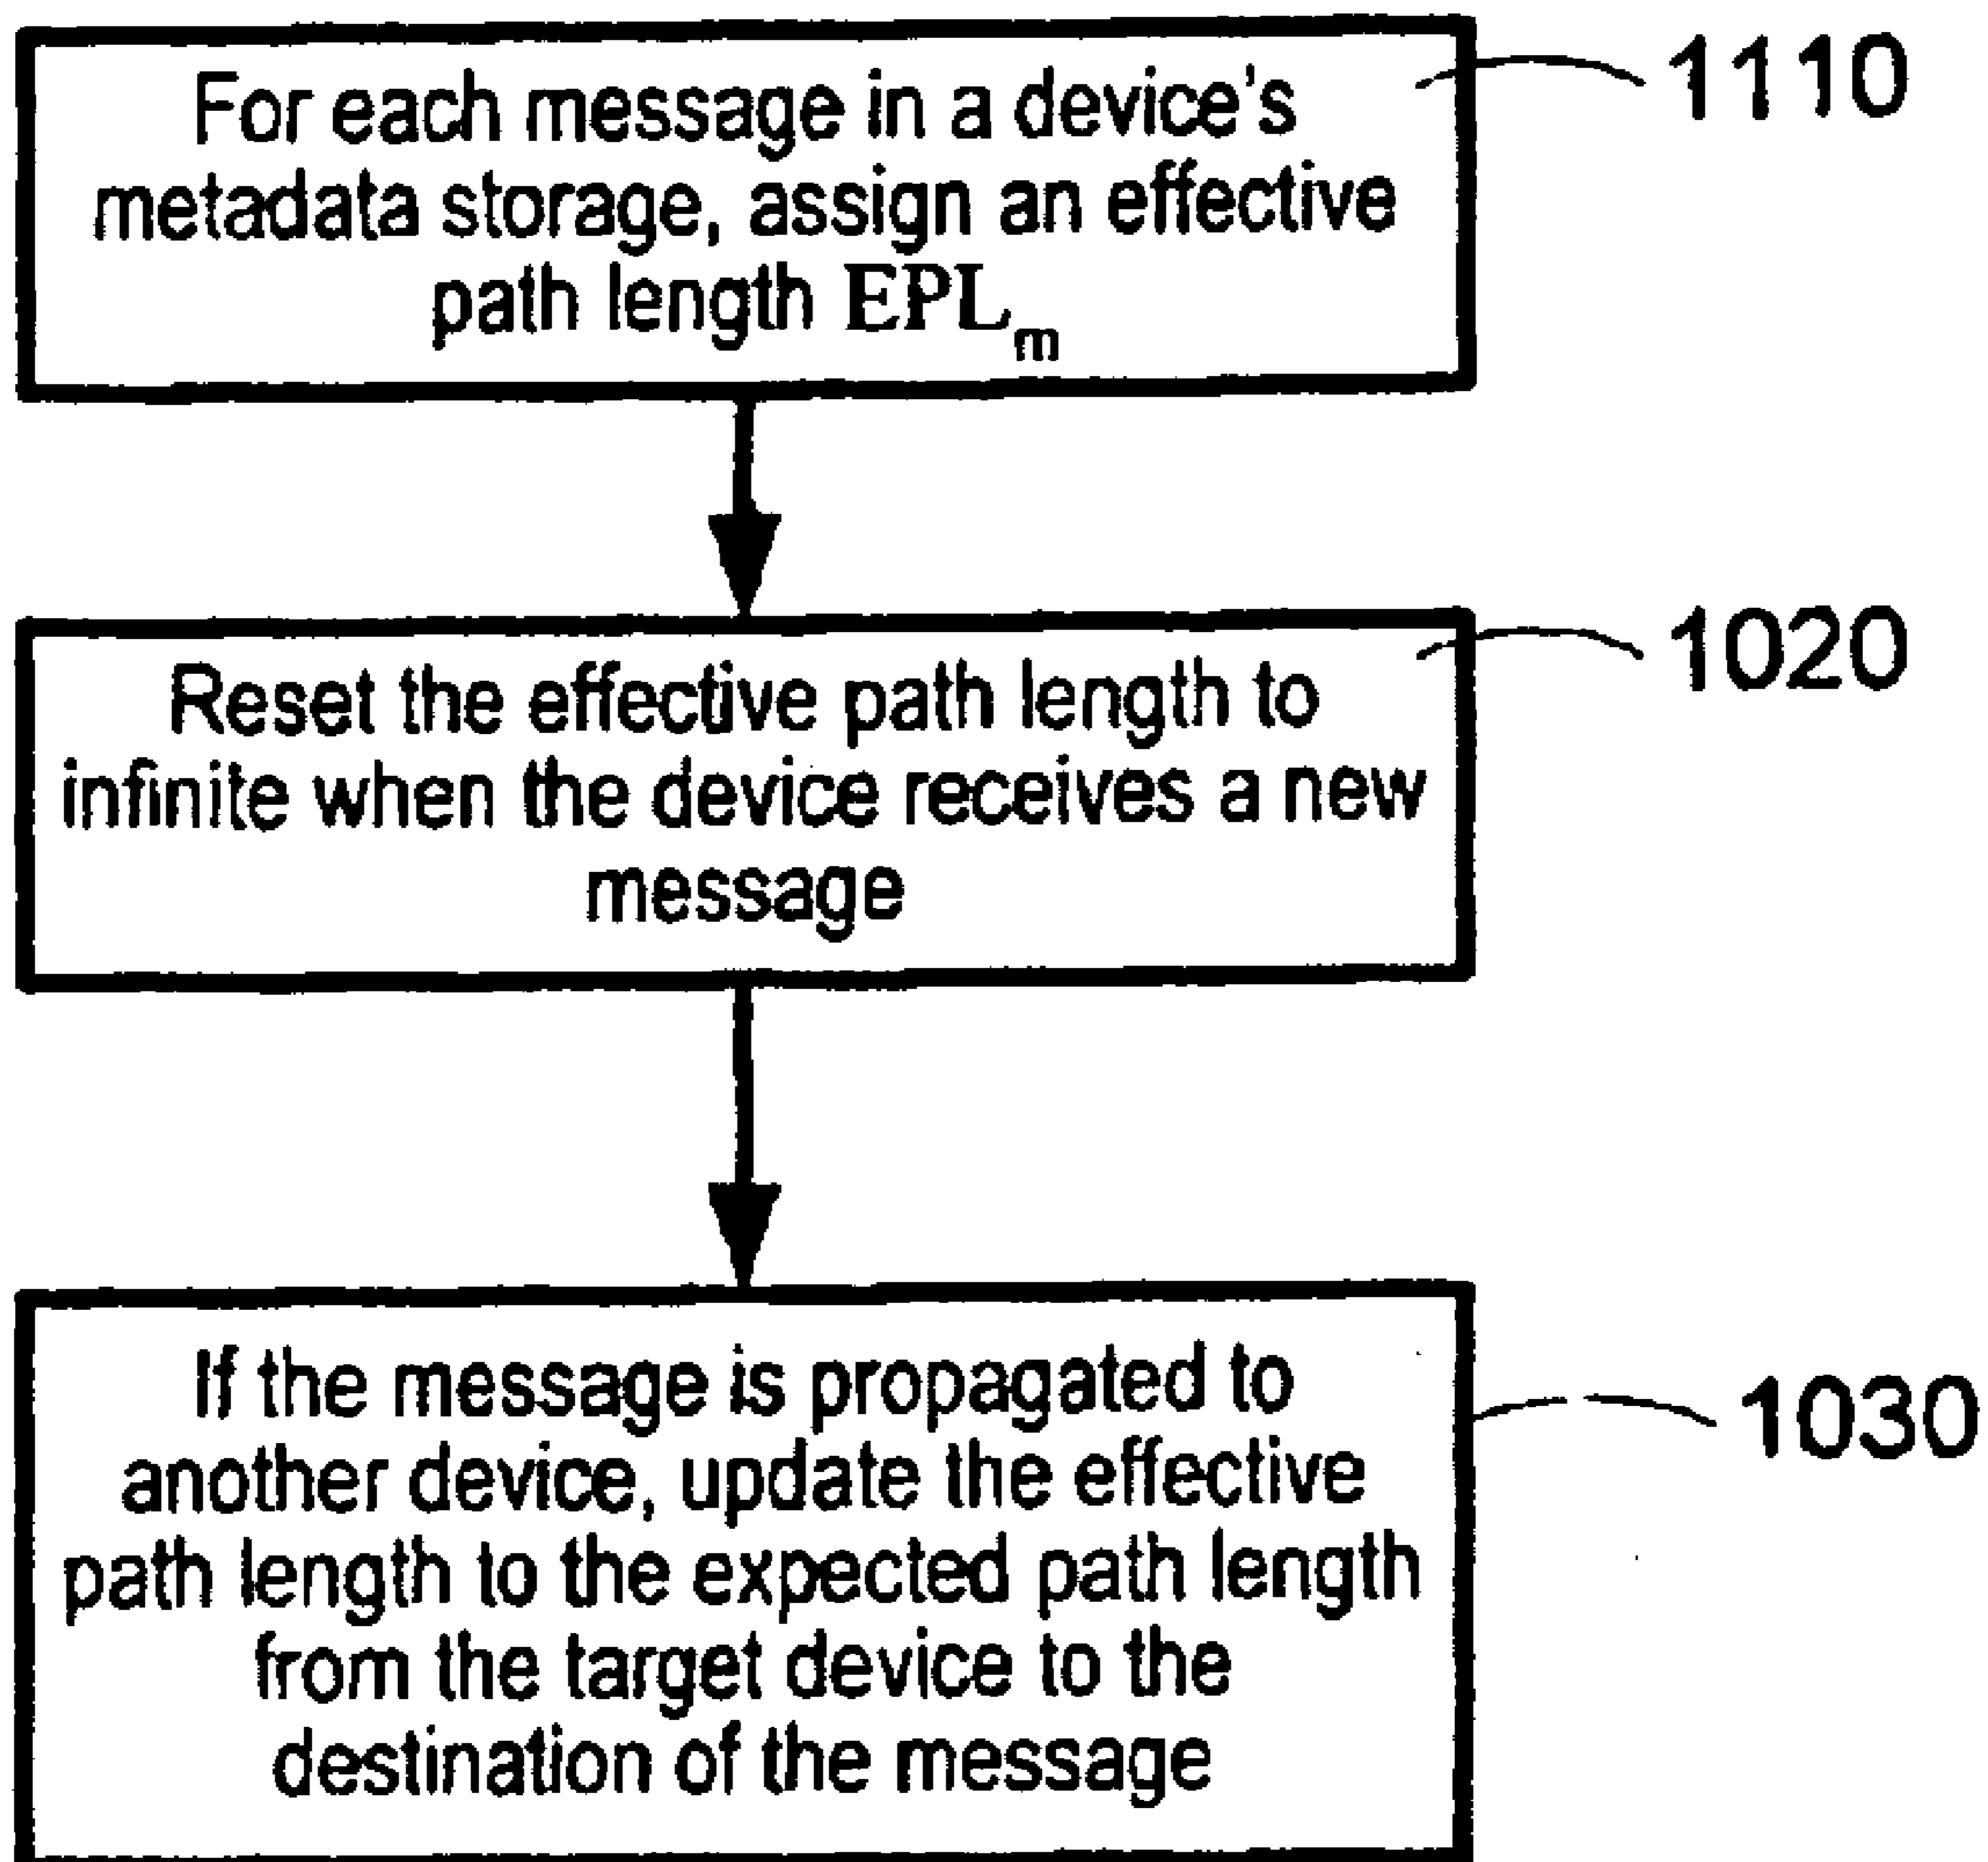 For each message in a device's
metadata storage, assign an effective
path length EPLm
1110
Reset the effective path length to
infinite when the device receives a new
message
1020
If the message is propagated to
another device, update the effective
path length to the expected path length
from the target device to the
destination of the message
1030